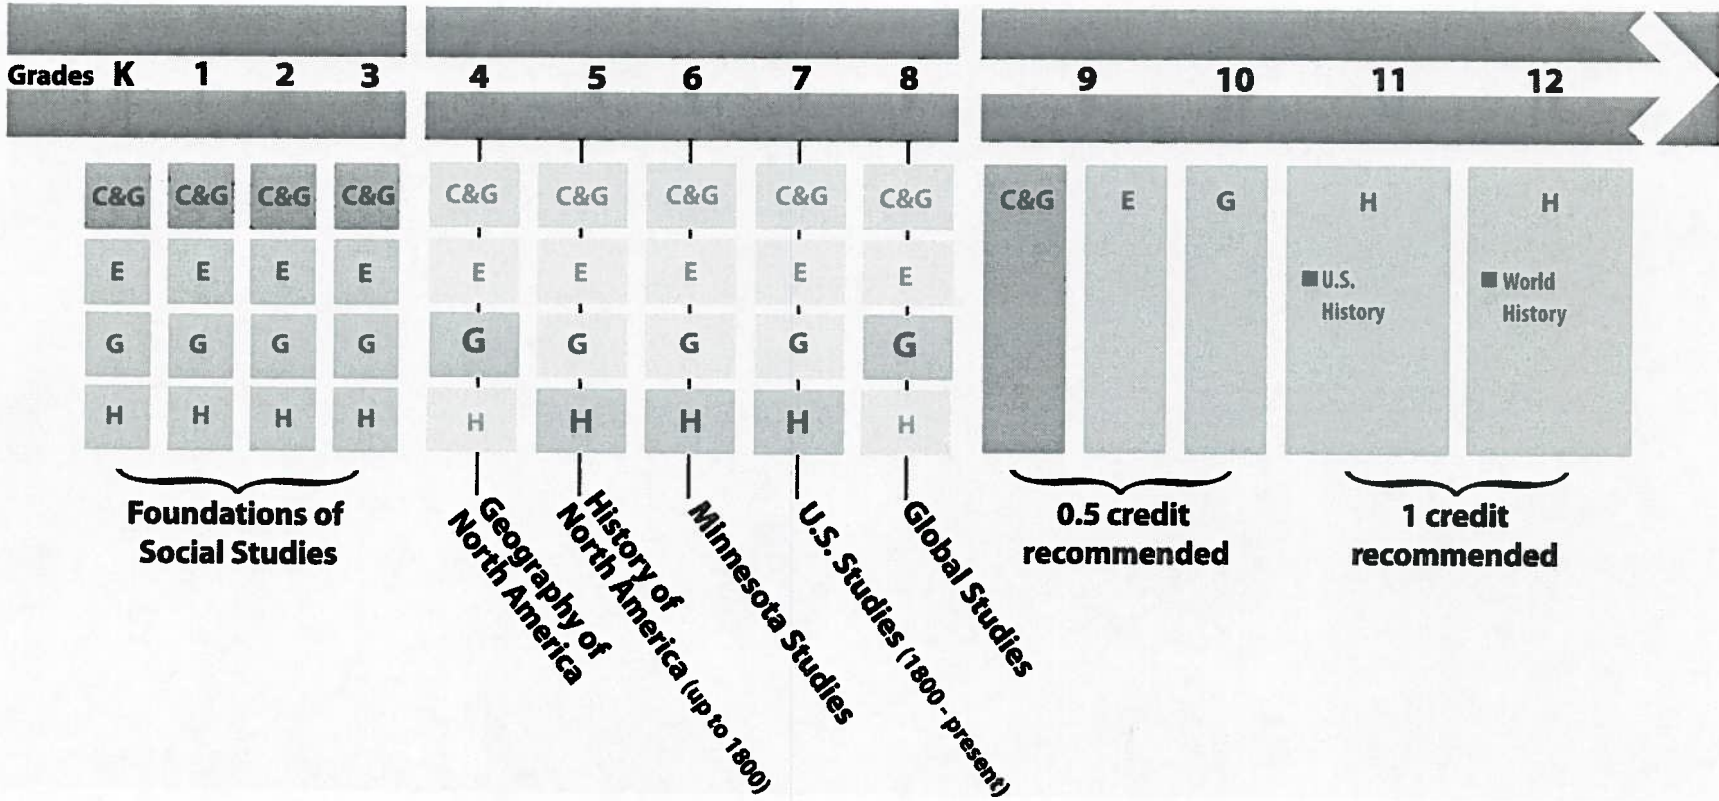 Grades K 1 2 3 4 5 6 7 8 9 10 11 12
C&G C&G C&G C&G C&G C&G C&G C&G C&G C&G E G H H
E E E E E E E E E
■ U.S.
History
■ World
History
G G G G G G G G G
H H H H H H H H H
Foundations of
Social Studies
Geography of
North America
History of
North America (up to 1800)
Minnesota Studies
U.S. Studies (1800 - present)
Global Studies
0.5 credit
recommended
1 credit
recommended